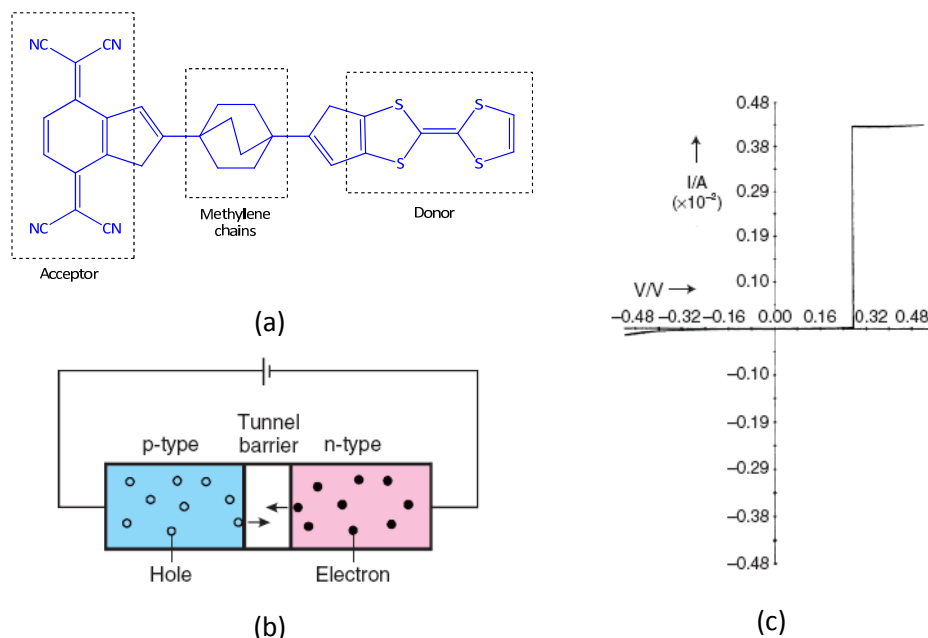 NC CN
NC CN
Acceptor
Methylene
chains
S S
S S
Donor
(a)
p-type
Tunnel
barrier
n-type
Hole
Electron
(b)
0.48
0.38
I/A
(×10⁻²)
0.29
0.19
0.10
V/V
−0.48 −0.32 −0.16 0.00 0.16 0.32 0.48
−0.10
−0.19
−0.29
−0.38
−0.48
(c)